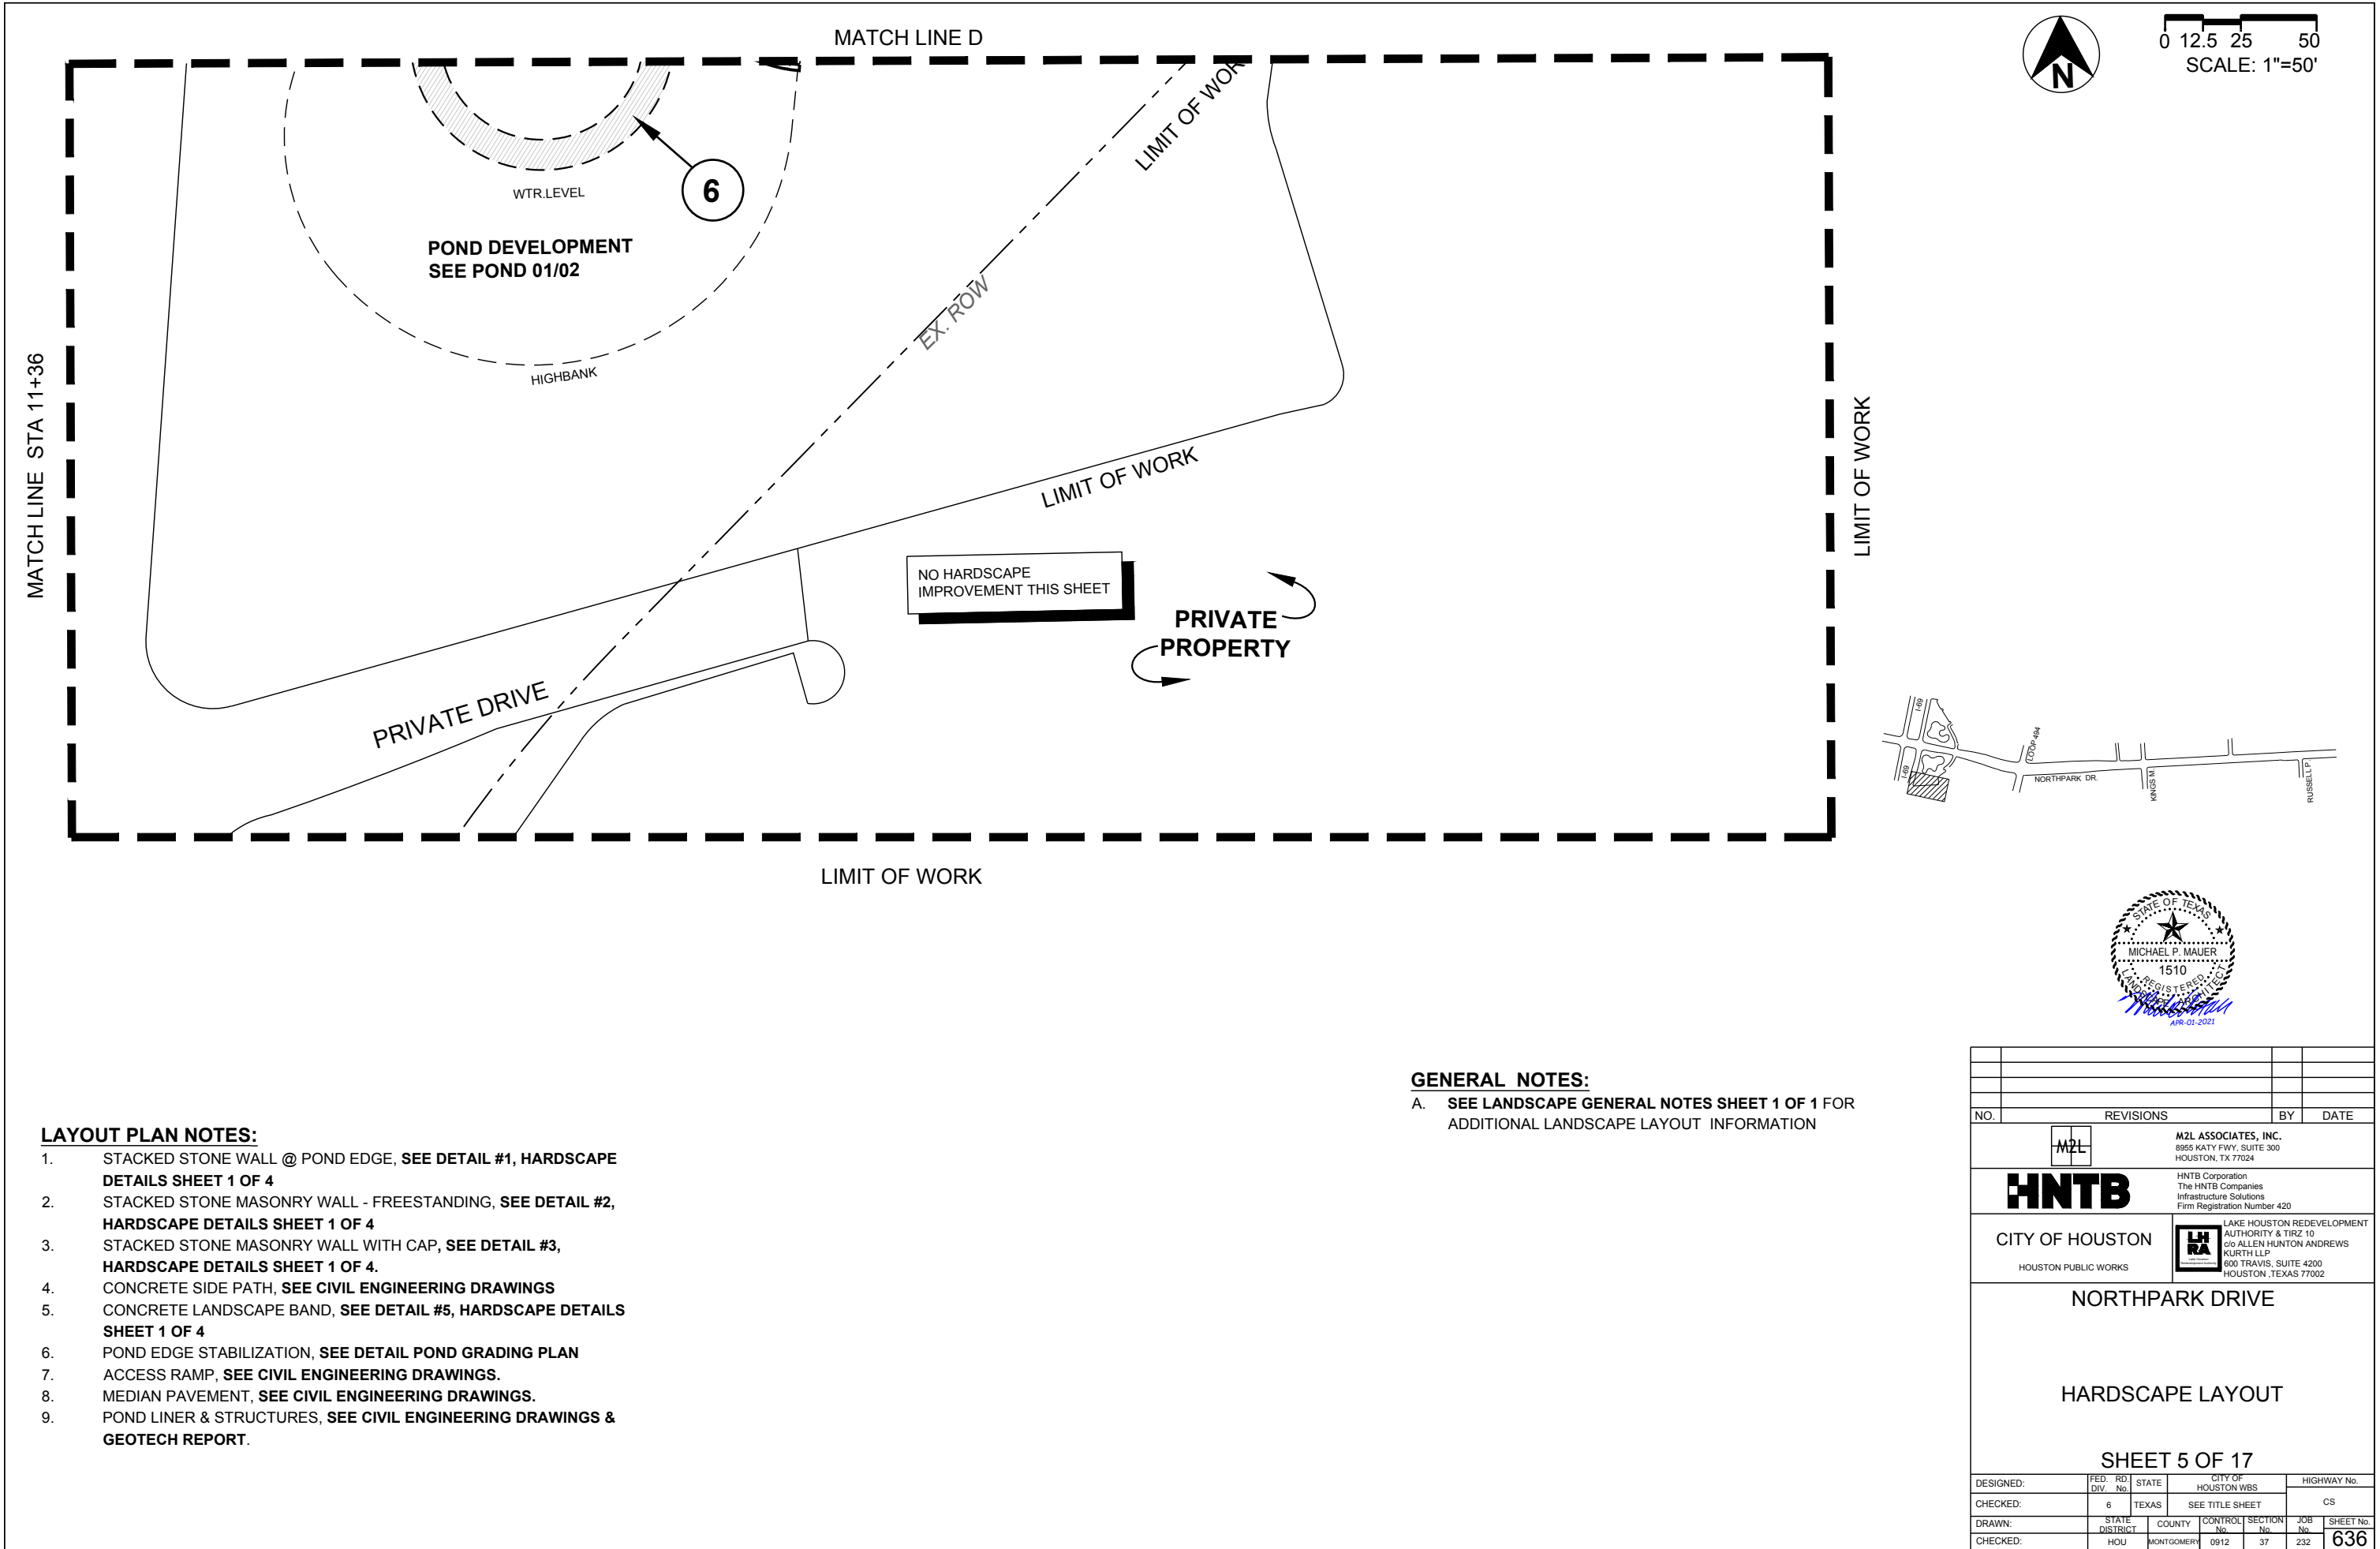 MATCH LINE D
N
0 12.5 25 50
SCALE: 1"=50'
LIMIT OF WOR
6
WTR.LEVEL
POND DEVELOPMENT
SEE POND 01/02
EX. ROW
HIGHBANK
MATCH LINE STA 11+36
LIMIT OF WORK
LIMIT OF WORK
NO HARDSCAPE
IMPROVEMENT THIS SHEET
PRIVATE
PROPERTY
PRIVATE DRIVE
LIMIT OF WORK
I-69
I-69
LOOP 494
NORTHPARK DR.
KINGS M.
RUSSELL P.
STATE OF TEXAS
MICHAEL P. MAUER
1510
REGISTERED
LANDSCAPE ARCHITECT
APR-01-2021
GENERAL NOTES:
A. SEE LANDSCAPE GENERAL NOTES SHEET 1 OF 1 FOR
ADDITIONAL LANDSCAPE LAYOUT INFORMATION
LAYOUT PLAN NOTES:
1. STACKED STONE WALL @ POND EDGE, SEE DETAIL #1, HARDSCAPE
DETAILS SHEET 1 OF 4
2. STACKED STONE MASONRY WALL - FREESTANDING, SEE DETAIL #2,
HARDSCAPE DETAILS SHEET 1 OF 4
3. STACKED STONE MASONRY WALL WITH CAP, SEE DETAIL #3,
HARDSCAPE DETAILS SHEET 1 OF 4.
4. CONCRETE SIDE PATH, SEE CIVIL ENGINEERING DRAWINGS
5. CONCRETE LANDSCAPE BAND, SEE DETAIL #5, HARDSCAPE DETAILS
SHEET 1 OF 4
6. POND EDGE STABILIZATION, SEE DETAIL POND GRADING PLAN
7. ACCESS RAMP, SEE CIVIL ENGINEERING DRAWINGS.
8. MEDIAN PAVEMENT, SEE CIVIL ENGINEERING DRAWINGS.
9. POND LINER & STRUCTURES, SEE CIVIL ENGINEERING DRAWINGS &
GEOTECH REPORT.
NO. REVISIONS BY DATE
M2L
M2L ASSOCIATES, INC.
8955 KATY FWY, SUITE 300
HOUSTON, TX 77024
HNTB
HNTB Corporation
The HNTB Companies
Infrastructure Solutions
Firm Registration Number 420
CITY OF HOUSTON
HOUSTON PUBLIC WORKS
LH
RA
LAKE HOUSTON REDEVELOPMENT
AUTHORITY & TIRZ 10
c/o ALLEN HUNTON ANDREWS
KURTH LLP
600 TRAVIS, SUITE 4200
HOUSTON ,TEXAS 77002
NORTHPARK DRIVE
HARDSCAPE LAYOUT
SHEET 5 OF 17
DESIGNED: FED. RD. DIV. No. STATE CITY OF HOUSTON WBS HIGHWAY No.
CHECKED: 6 TEXAS SEE TITLE SHEET CS
DRAWN: STATE DISTRICT COUNTY CONTROL No. SECTION No. JOB No. SHEET No.
CHECKED: HOU MONTGOMERY 0912 37 232 636